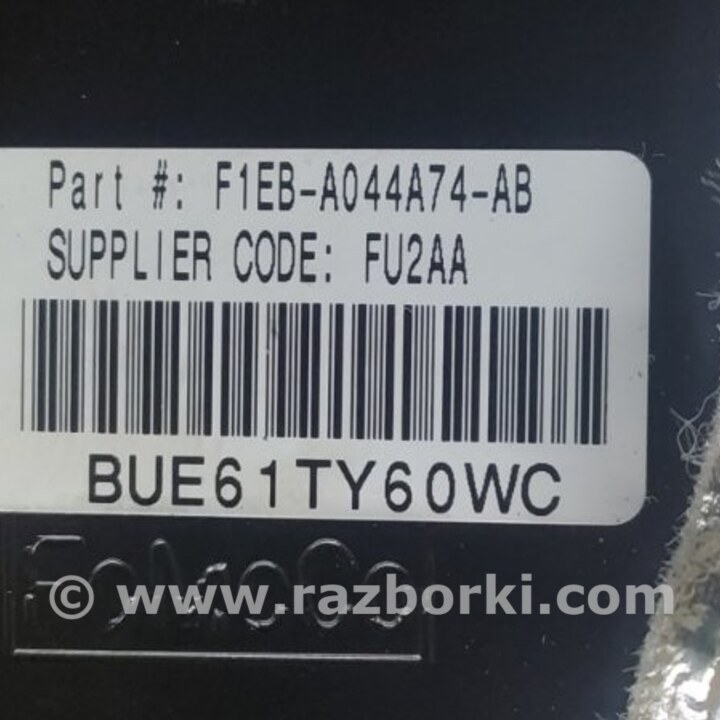 Part #: F1EB-A044A74-AB
SUPPLIER CODE: FU2AA
BUE61TY60WC
© www.razborki.com